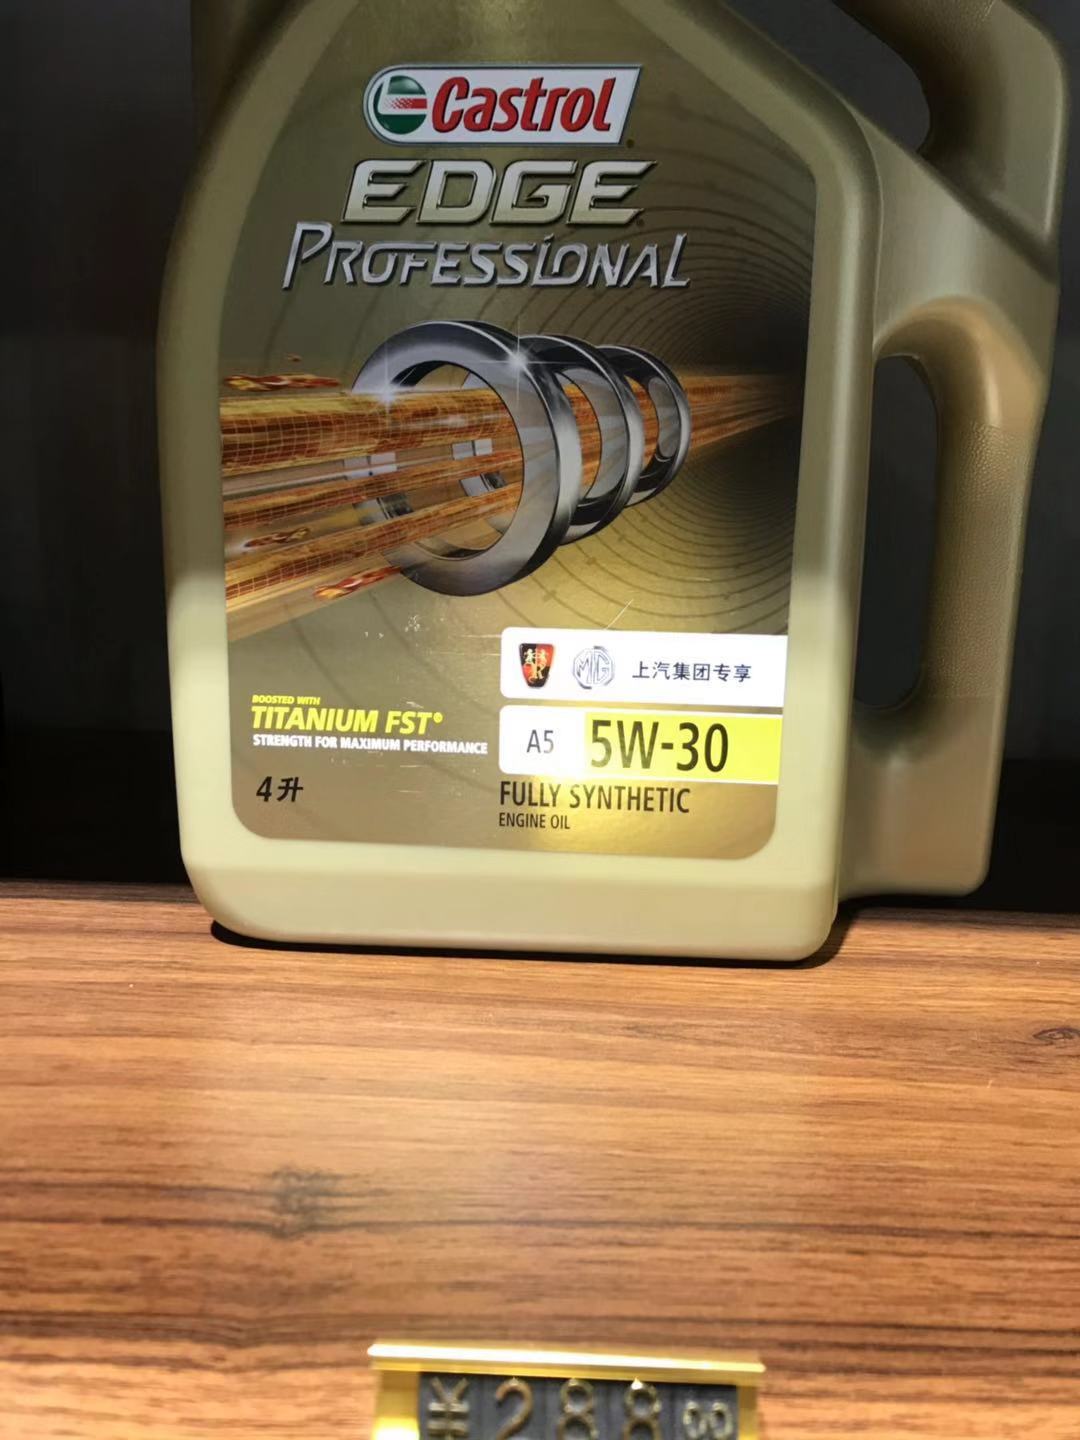 Castrol
EDGE
PROFESSIONAL
MG 上汽集团专享
BOOSTED WITH
TITANIUM FST®
STRENGTH FOR MAXIMUM PERFORMANCE
A5 5W-30
4升
FULLY SYNTHETIC
ENGINE OIL
¥288